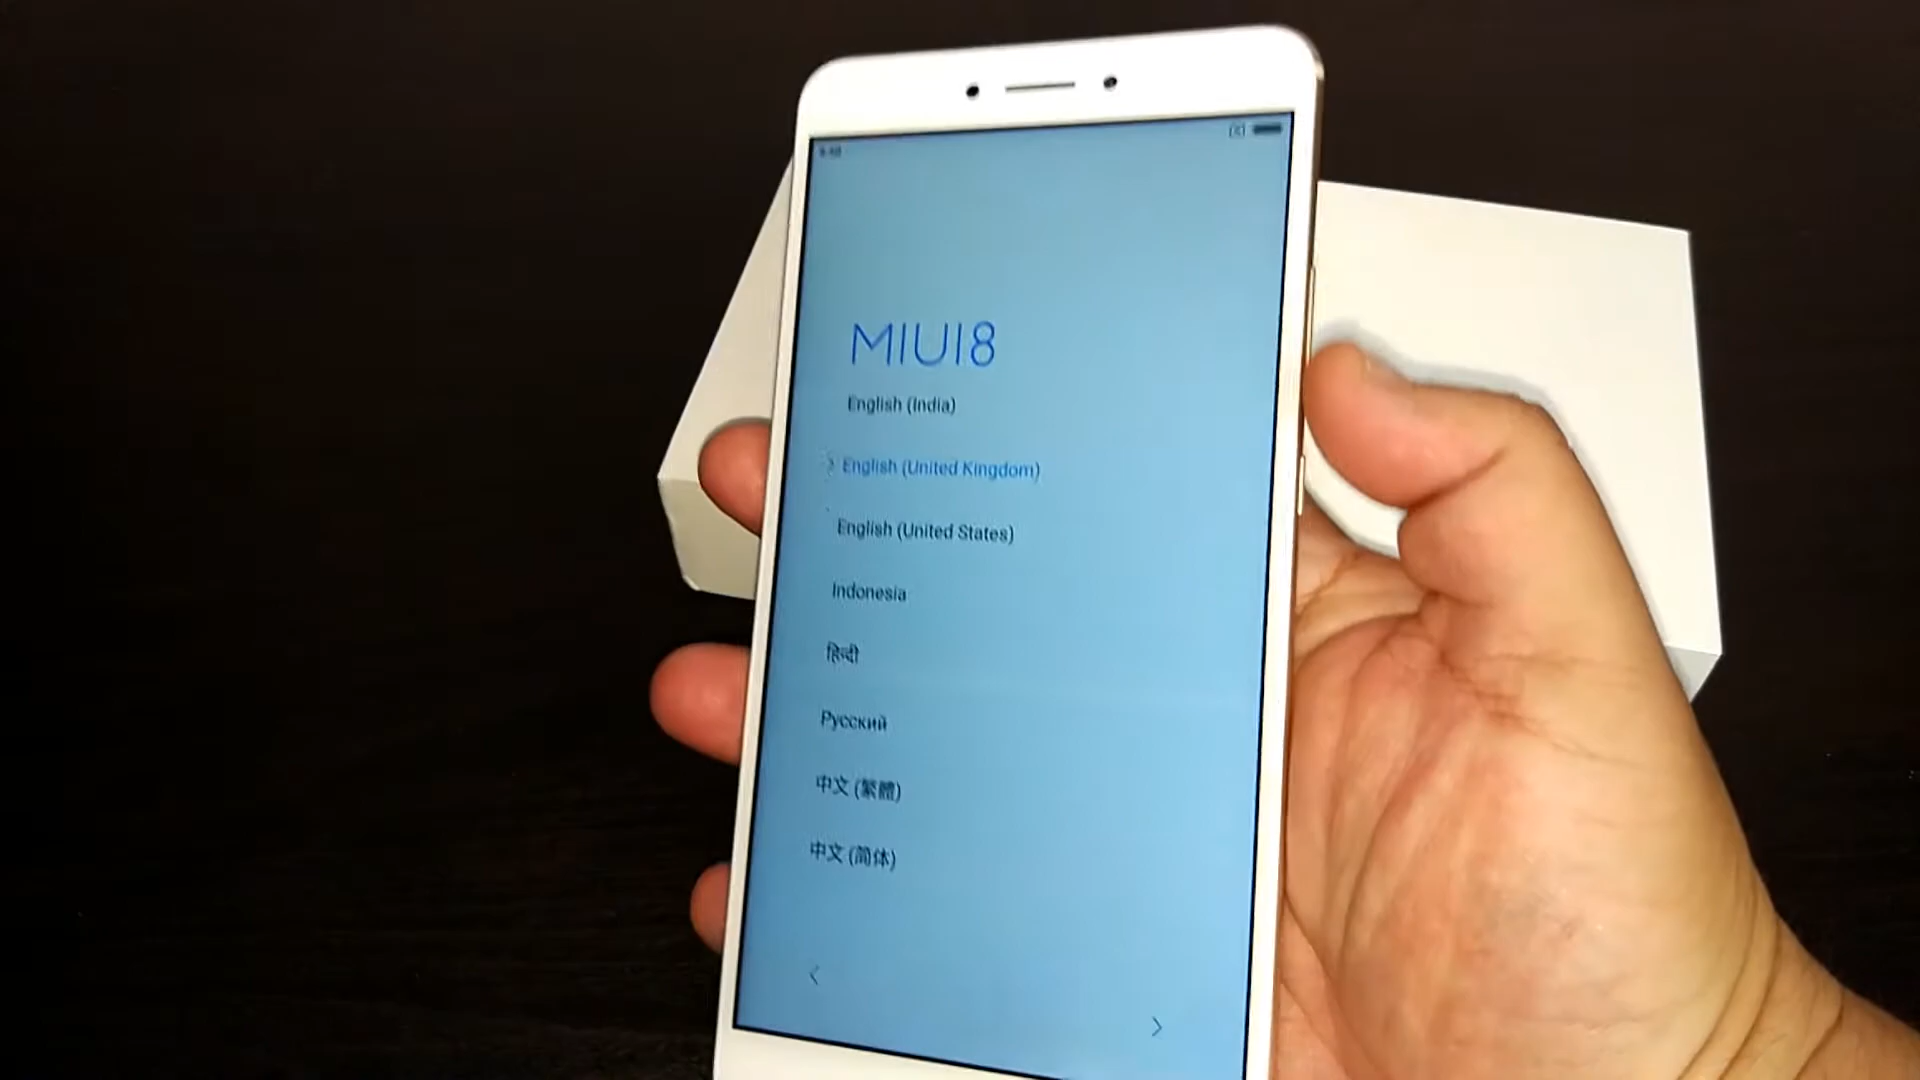 MIUI8
English (India)
English (United Kingdom)
English (United States)
Indonesia
हिन्दी
Русский
中文 (繁體)
中文 (简体)